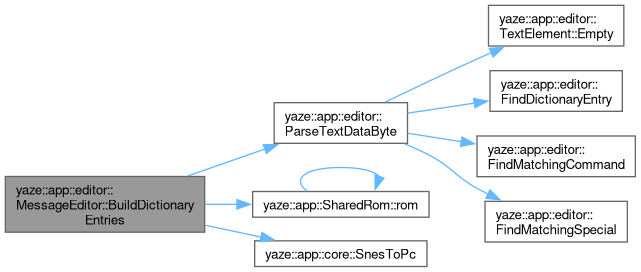 yaze::app::editor::
MessageEditor::BuildDictionary
Entries
yaze::app::editor::
ParseTextDataByte
yaze::app::SharedRom::rom
yaze::app::core::SnesToPc
yaze::app::editor::
TextElement::Empty
yaze::app::editor::
FindDictionaryEntry
yaze::app::editor::
FindMatchingCommand
yaze::app::editor::
FindMatchingSpecial